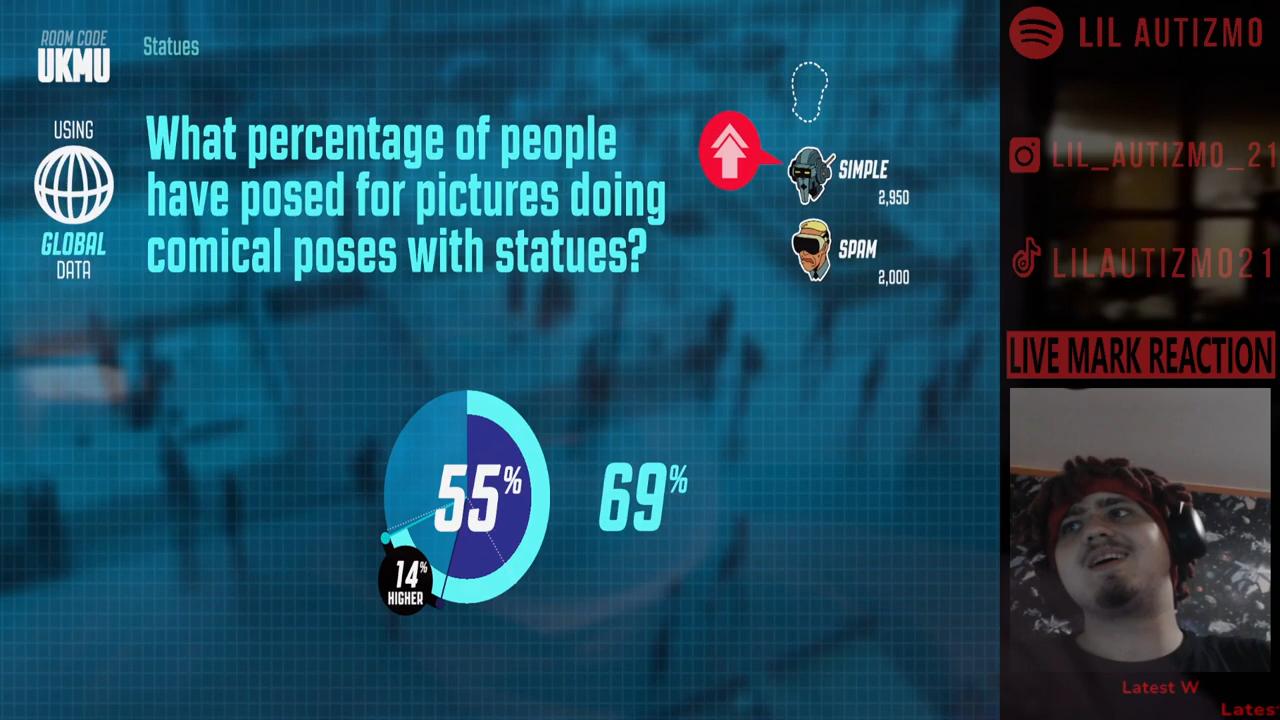 ROOM CODE
UKMU
Statues
USING
GLOBAL
DATA
What percentage of people
have posed for pictures doing
comical poses with statues?
SIMPLE
2,950
SPAM
2,000
55%
69%
14%
HIGHER
LIL AUTIZMO
LIL_AUTIZMO_21
LILAUTIZMO21
LIVE MARK REACTION
Latest W
Lates